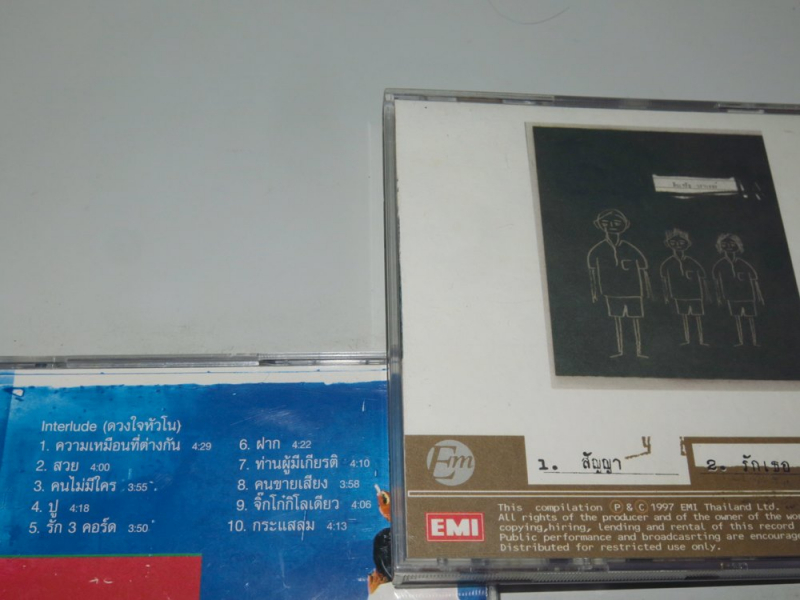 Interlude (ดวงใจหัวโน)
1. ความเหมือนที่ต่างกัน 4:29
2. สวย 4:00
3. คนไม่มีใคร 3:55
4. ปู 4:18
5. รัก 3 คอร์ด 3:50
6. ฝาก 4:22
7. ท่านผู้มีเกียรติ 4:10
8. คนขายเสียง 3:58
9. จิ๊กโก๋กิโลเดียว 4:06
10. กระแสลม 4:13
Em
1. สัญญา
2. รักเธอ
EMI
This compilation Ⓟ & © 1997 EMI Thailand Ltd.
All rights of the producer and of the owner of the
copying,hiring, lending and rental of this record
Public performance and broadcasrting are
Distributed for restricted use only.